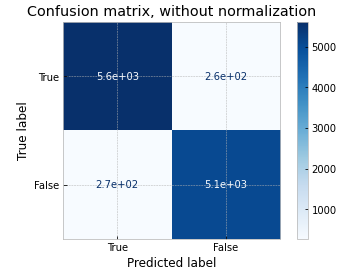 Confusion matrix, without normalization
True label
True
False
5.6e+03
2.6e+02
2.7e+02
5.1e+03
True
False
Predicted label
5000
4000
3000
2000
1000